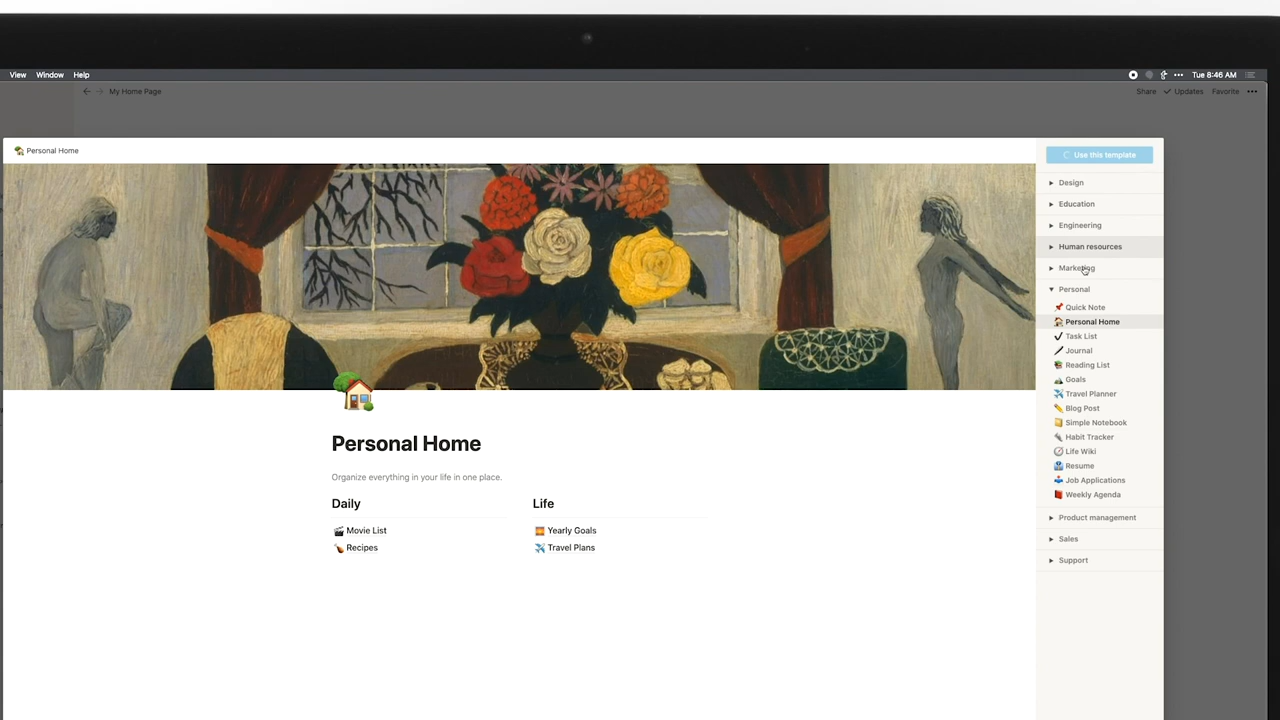 View Window Help
Tue 8:46 AM
My Home Page
Share Updates Favorite
Personal Home
Use this template
Design
Education
Engineering
Human resources
Marketing
Personal
Quick Note
Personal Home
Task List
Journal
Reading List
Goals
Travel Planner
Blog Post
Simple Notebook
Habit Tracker
Life Wiki
Resume
Job Applications
Weekly Agenda
Product management
Sales
Support
Personal Home
Organize everything in your life in one place.
Daily
Movie List
Recipes
Life
Yearly Goals
Travel Plans